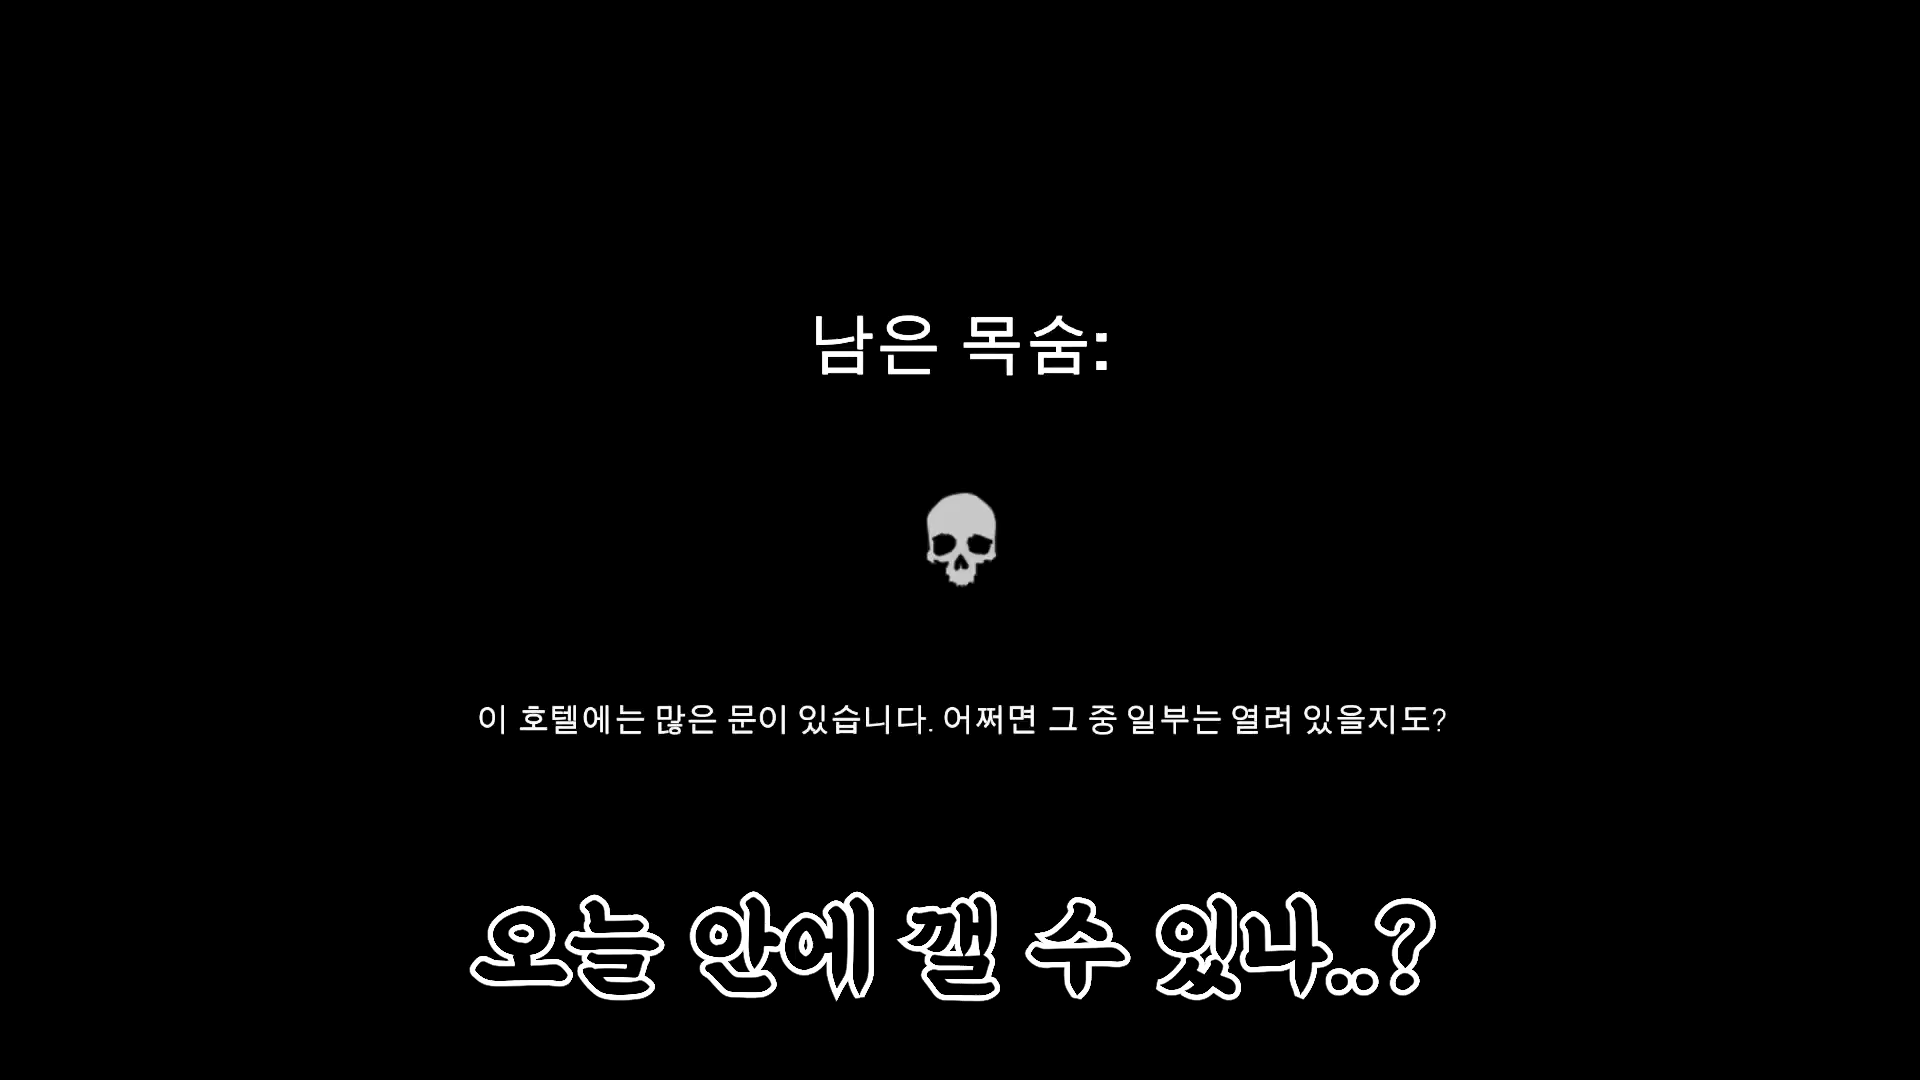 남은 목숨:
이 호텔에는 많은 문이 있습니다. 어쩌면 그 중 일부는 열려 있을지도?
오늘 안에 깰 수 있나..?